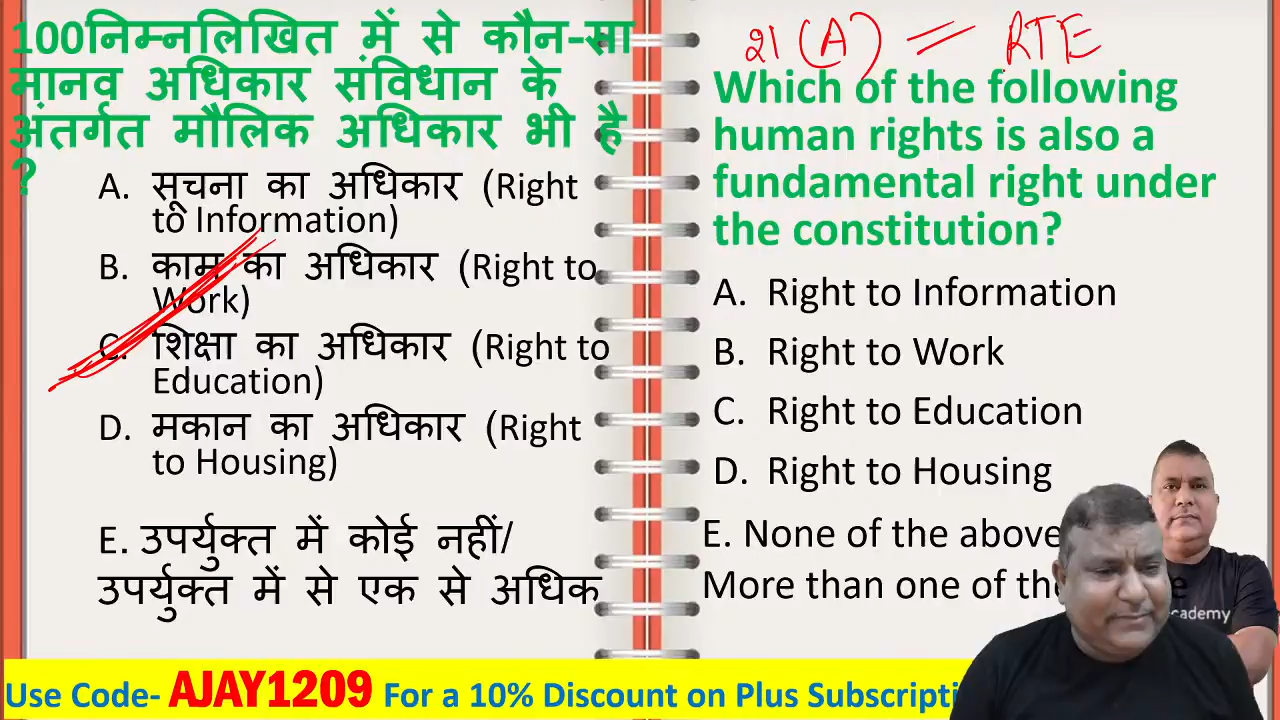 100निम्नलिखित में से कौन-सा
मानव अधिकार संविधान के
अंतर्गत मौलिक अधिकार भी है
?
A. सूचना का अधिकार (Right
to Information)
B. काम का अधिकार (Right to
Work)
C. शिक्षा का अधिकार (Right to
Education)
D. मकान का अधिकार (Right
to Housing)
E. उपर्युक्त में कोई नहीं/
उपर्युक्त में से एक से अधिक
21(A) = RTE
Which of the following
human rights is also a
fundamental right under
the constitution?
A. Right to Information
B. Right to Work
C. Right to Education
D. Right to Housing
E. None of the above
More than one of
cademy
Use Code- AJAY1209 For a 10% Discount on Plus